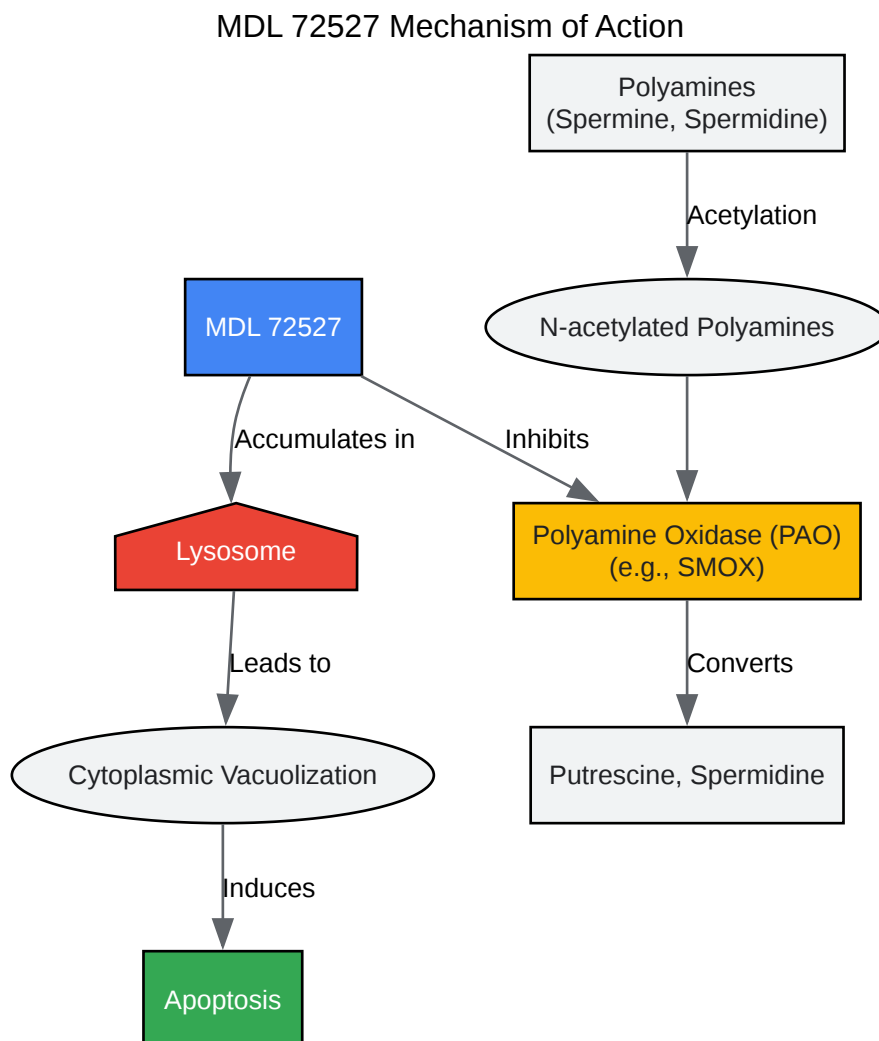 MDL 72527 Mechanism of Action
Polyamines
(Spermine, Spermidine)
Acetylation
MDL 72527
N-acetylated Polyamines
Accumulates in
Inhibits
Lysosome
Polyamine Oxidase (PAO)
(e.g., SMOX)
Leads to
Converts
Cytoplasmic Vacuolization
Putrescine, Spermidine
Induces
Apoptosis